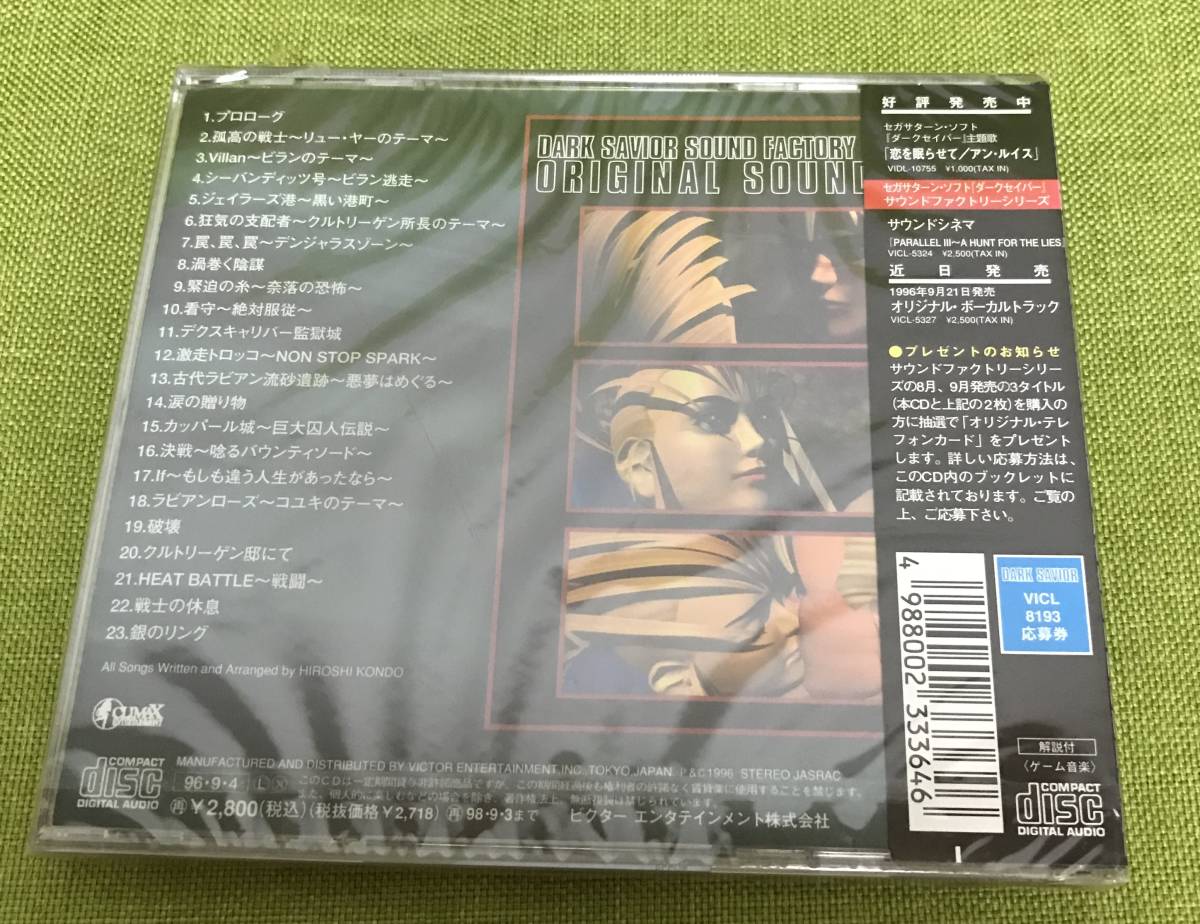 1.プロローグ
2.孤高の戦士～リュー・ヤーのテーマ～
3.Villan～ビランのテーマ～
4.シーバンディッツ号～ビラン逃走～
5.ジェイラーズ港～黒い港町～
6.狂気の支配者～クルトリーゲン所長のテーマ～
7.罠、罠、罠～デンジャラスゾーン～
8.渦巻く陰謀
9.緊迫の糸～奈落の恐怖～
10.看守～絶対服従～
11.デクスキャリバー監獄城
12.激走トロッコ～NON STOP SPARK～
13.古代ラビアン流砂遺跡～悪夢はめぐる～
14.涙の贈り物
15.カッパール城～巨大囚人伝説～
16.決戦～唸るバウンティソード～
17.If～もしも違う人生があったなら～
18.ラビアンローズ～コユキのテーマ～
19.破壊
20.クルトリーゲン邸にて
21.HEAT BATTLE～戦闘～
22.戦士の休息
23.銀のリング
All Songs Written and Arranged by HIROSHI KONDO
CLIMAX
ENTERTAINMENT
DARK SAVIOR SOUND FACTORY
ORIGINAL SOUN
COMPACT
disc
DIGITAL AUDIO
MANUFACTURED AND DISTRIBUTED BY VICTOR ENTERTAINMENT,INC.,TOKYO,JAPAN. P&C1996 STEREO JASRAC
96・9・4
￥2,800(税込)(税抜価格￥2,718) 再 98・9・3まで
ビクター エンタテインメント株式会社
好評発売中
セガサターン・ソフト
『ダークセイバー』主題歌
「恋を眠らせて/アン・ルイス」
VIDL-10755 ¥1,000(TAX IN)
セガサターン・ソフト『ダークセイバー』
サウンドファクトリーシリーズ
サウンドシネマ
「PARALLEL III～A HUNT FOR THE LIES
VICL-5324 ¥2,500(TAX IN)
近日発売
1996年9月21日発売
オリジナル・ボーカルトラック
VICL-5327 ¥2,500(TAX IN)
●プレゼントのお知らせ
サウンドファクトリーシリー
ズの8月、9月発売の3タイトル
(本CDと上記の2枚)を購入の
方に抽選で「オリジナル・テレ
フォンカード」をプレゼント
します。詳しい応募方法は、
このCD内のブックレットに
記載されております。ご覧の
上、ご応募下さい。
4 988002 333646
DARK SAVIOR
VICL
8193
応募券
解説付
〈ゲーム音楽〉
COMPACT
disc
DIGITAL AUDIO